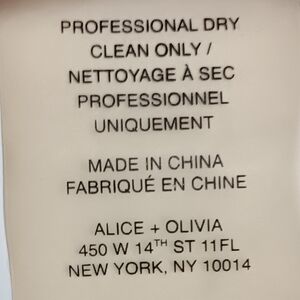 PROFESSIONAL DRY
CLEAN ONLY /
NETTOYAGE À SEC
PROFESSIONNEL
UNIQUEMENT
MADE IN CHINA
FABRIQUÉ EN CHINE
ALICE + OLIVIA
450 W 14TH ST 11FL
NEW YORK, NY 10014